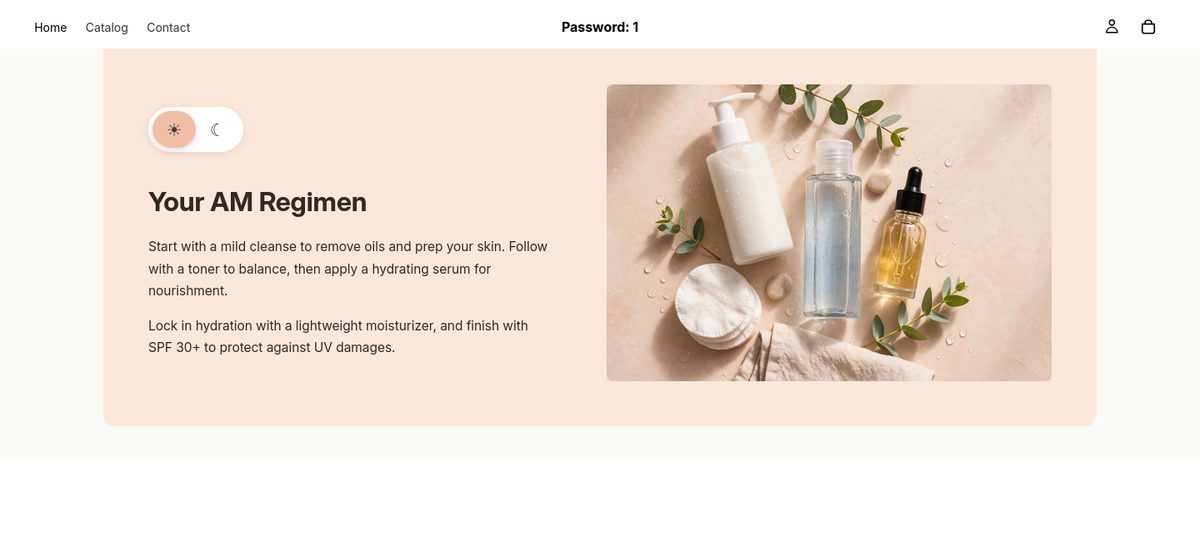 Home Catalog Contact Password: 1
Your AM Regimen
Start with a mild cleanse to remove oils and prep your skin. Follow
with a toner to balance, then apply a hydrating serum for
nourishment.
Lock in hydration with a lightweight moisturizer, and finish with
SPF 30+ to protect against UV damages.